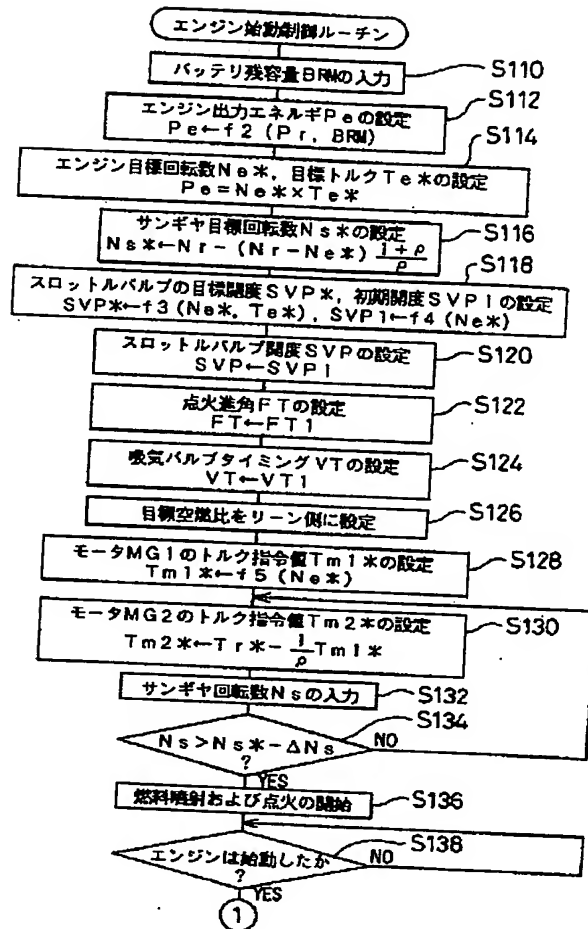 エンジン始動制御ルーチン
バッテリ残容量BRMの入力
S110
エンジン出力エネルギPeの設定
Pe←f2(Pr,BRM)
S112
エンジン目標回転数Ne*,目標トルクTe*の設定
Pe=Ne*×Te*
S114
サンギヤ目標回転数Ns*の設定
Ns*←Nr-(Nr-Ne*)(1+ρ)/ρ
S116
スロットルバルブの目標開度SVP*,初期開度SVP1の設定
SVP*←f3(Ne*,Te*),SVP1←f4(Ne*)
S118
スロットルバルブ開度SVPの設定
SVP←SVP1
S120
点火進角FTの設定
FT←FT1
S122
吸気バルブタイミングVTの設定
VT←VT1
S124
目標空燃比をリーン側に設定
S126
モータMG1のトルク指令値Tm1*の設定
Tm1*←f5(Ne*)
S128
モータMG2のトルク指令値Tm2*の設定
Tm2*←Tr*-1/ρTm1*
S130
サンギヤ回転数Nsの入力
S132
Ns>Ns*-ΔNs
?
S134
NO
YES
燃料噴射および点火の開始
S136
エンジンは始動したか
?
S138
NO
YES
1